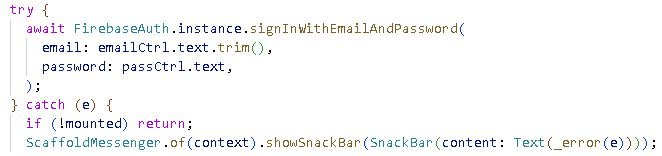 try {
  await FirebaseAuth.instance.signInWithEmailAndPassword(
    email: emailCtrl.text.trim(),
    password: passCtrl.text,
  );
} catch (e) {
  if (!mounted) return;
  ScaffoldMessenger.of(context).showSnackBar(SnackBar(content: Text(_error(e))));